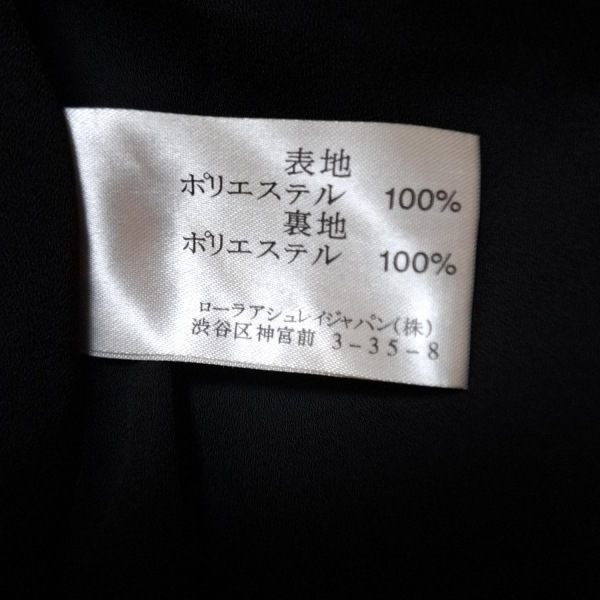 表地
ポリエステル 100%
裏地
ポリエステル 100%
ローラアシュレイジャパン(株)
渋谷区神宮前 3-35-8